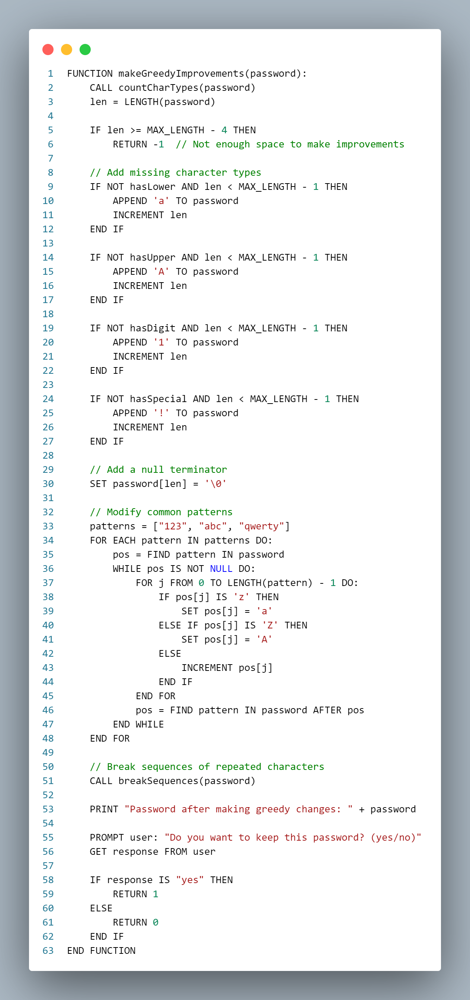 1 FUNCTION makeGreedyImprovements(password):
2     CALL countCharTypes(password)
3     len = LENGTH(password)
4
5     IF len >= MAX_LENGTH - 4 THEN
6         RETURN -1  // Not enough space to make improvements
7
8     // Add missing character types
9     IF NOT hasLower AND len < MAX_LENGTH - 1 THEN
10         APPEND 'a' TO password
11         INCREMENT len
12     END IF
13
14     IF NOT hasUpper AND len < MAX_LENGTH - 1 THEN
15         APPEND 'A' TO password
16         INCREMENT len
17     END IF
18
19     IF NOT hasDigit AND len < MAX_LENGTH - 1 THEN
20         APPEND '1' TO password
21         INCREMENT len
22     END IF
23
24     IF NOT hasSpecial AND len < MAX_LENGTH - 1 THEN
25         APPEND '!' TO password
26         INCREMENT len
27     END IF
28
29     // Add a null terminator
30     SET password[len] = '\0'
31
32     // Modify common patterns
33     patterns = ["123", "abc", "qwerty"]
34     FOR EACH pattern IN patterns DO:
35         pos = FIND pattern IN password
36         WHILE pos IS NOT NULL DO:
37             FOR j FROM 0 TO LENGTH(pattern) - 1 DO:
38                 IF pos[j] IS 'z' THEN
39                     SET pos[j] = 'a'
40                 ELSE IF pos[j] IS 'Z' THEN
41                     SET pos[j] = 'A'
42                 ELSE
43                     INCREMENT pos[j]
44                 END IF
45             END FOR
46             pos = FIND pattern IN password AFTER pos
47         END WHILE
48     END FOR
49
50     // Break sequences of repeated characters
51     CALL breakSequences(password)
52
53     PRINT "Password after making greedy changes: " + password
54
55     PROMPT user: "Do you want to keep this password? (yes/no)"
56     GET response FROM user
57
58     IF response IS "yes" THEN
59         RETURN 1
60     ELSE
61         RETURN 0
62     END IF
63 END FUNCTION